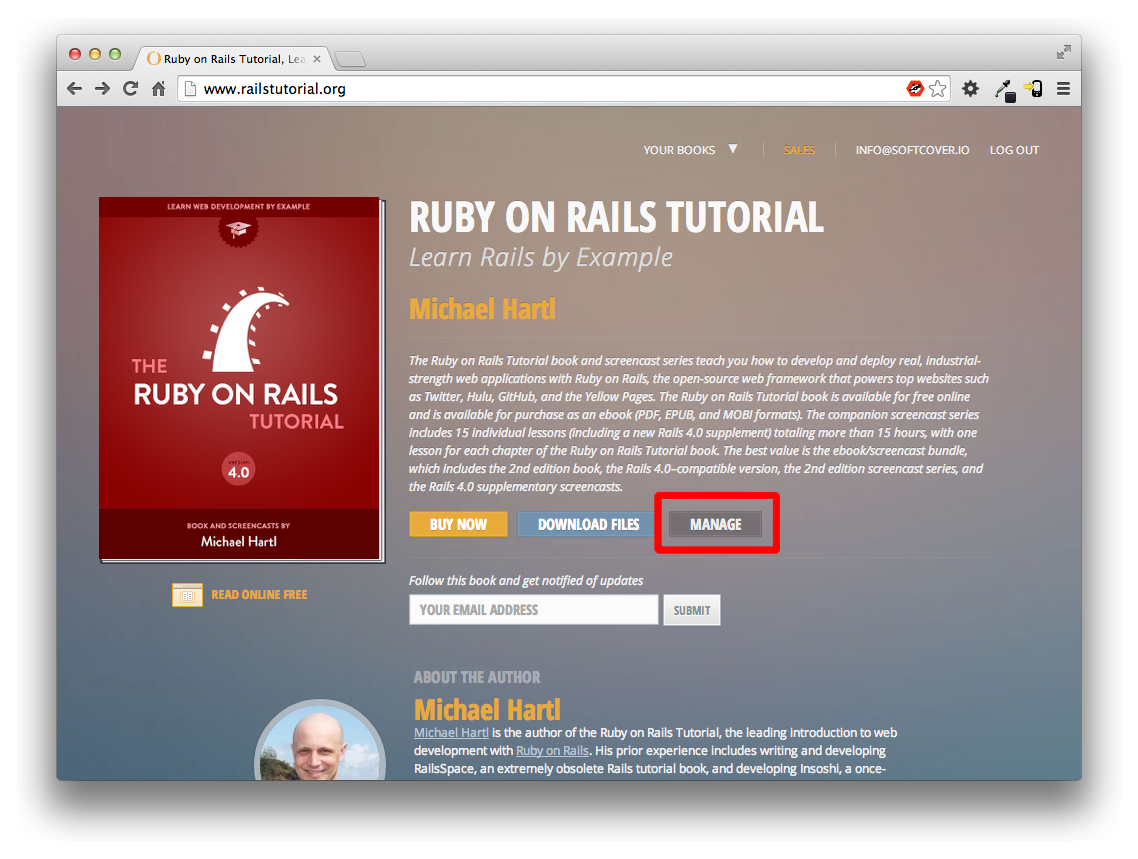 Ruby on Rails Tutorial, Lea
www.railstutorial.org
YOUR BOOKS ▼ SALES INFO@SOFTCOVER.IO LOG OUT
LEARN WEB DEVELOPMENT BY EXAMPLE
THE
RUBY ON RAILS
TUTORIAL
version
4.0
BOOK AND SCREENCASTS BY
Michael Hartl
READ ONLINE FREE
RUBY ON RAILS TUTORIAL
Learn Rails by Example
Michael Hartl
The Ruby on Rails Tutorial book and screencast series teach you how to develop and deploy real, industrial-
strength web applications with Ruby on Rails, the open-source web framework that powers top websites such
as Twitter, Hulu, GitHub, and the Yellow Pages. The Ruby on Rails Tutorial book is available for free online
and is available for purchase as an ebook (PDF, EPUB, and MOBI formats). The companion screencast series
includes 15 individual lessons (including a new Rails 4.0 supplement) totaling more than 15 hours, with one
lesson for each chapter of the Ruby on Rails Tutorial book. The best value is the ebook/screencast bundle,
which includes the 2nd edition book, the Rails 4.0–compatible version, the 2nd edition screencast series, and
the Rails 4.0 supplementary screencasts.
BUY NOW DOWNLOAD FILES MANAGE
Follow this book and get notified of updates
YOUR EMAIL ADDRESS SUBMIT
ABOUT THE AUTHOR
Michael Hartl
Michael Hartl is the author of the Ruby on Rails Tutorial, the leading introduction to web
development with Ruby on Rails. His prior experience includes writing and developing
RailsSpace, an extremely obsolete Rails tutorial book, and developing Insoshi, a once-